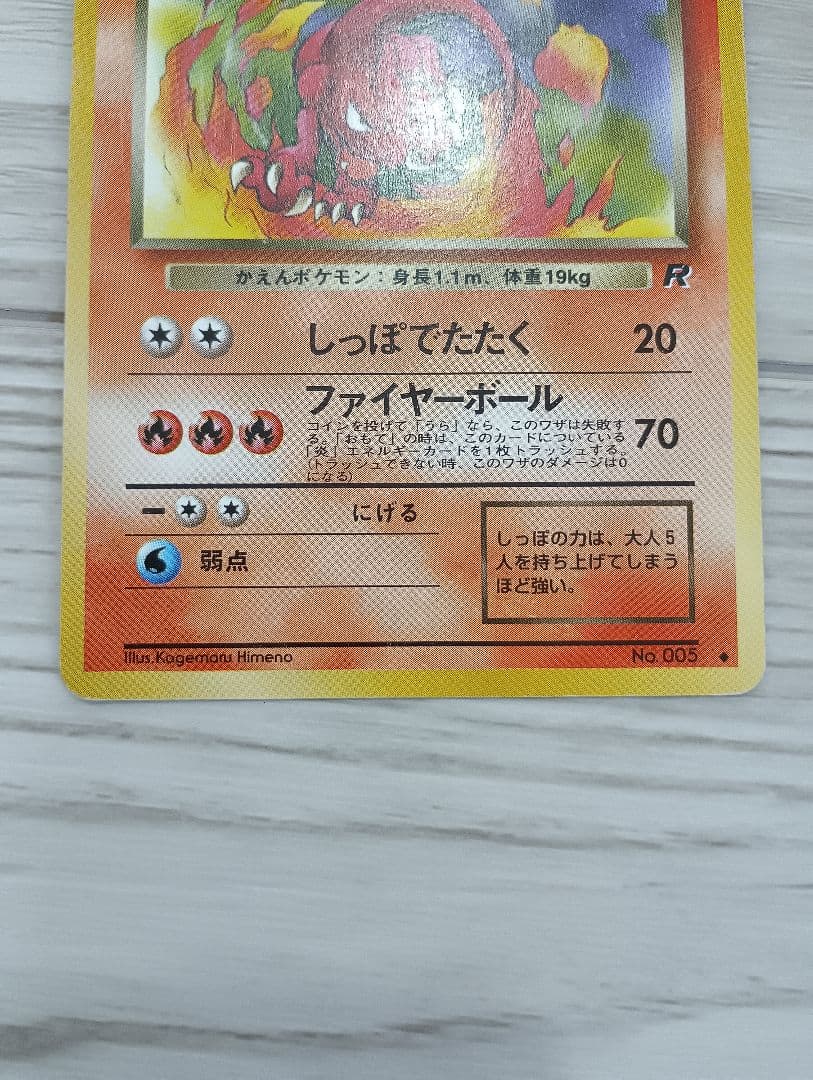 かえんポケモン：身長1.1m、体重19kg R
しっぽでたたく 20
ファイヤーボール
コインを投げて「うら」なら、このワザは失敗す
る。「おもて」の時は、このカードについている
「炎」エネルギーカードを1枚トラッシュする。
(トラッシュできない時、このワザのダメージは0
になる)
70
にげる
弱点
しっぽの力は、大人5
人を持ち上げてしまう
ほど強い。
Illus. Kagemaru Himeno
No. 005 ◆